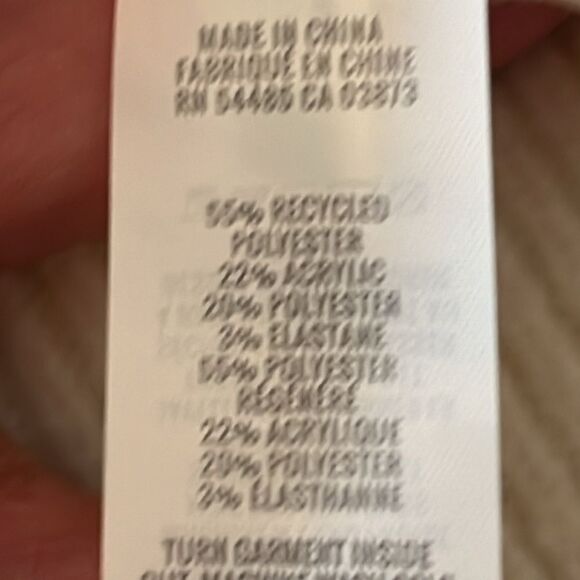 MADE IN CHINA
FABRIQUÉ EN CHINE
RN 54485 CA 03873
55% RECYCLED
POLYESTER
22% ACRYLIC
20% POLYESTER
3% ELASTANE
55% POLYESTER
RÉGÉNÉRÉ
22% ACRYLIQUE
20% POLYESTER
3% ÉLASTHANNE
TURN GARMENT INSIDE